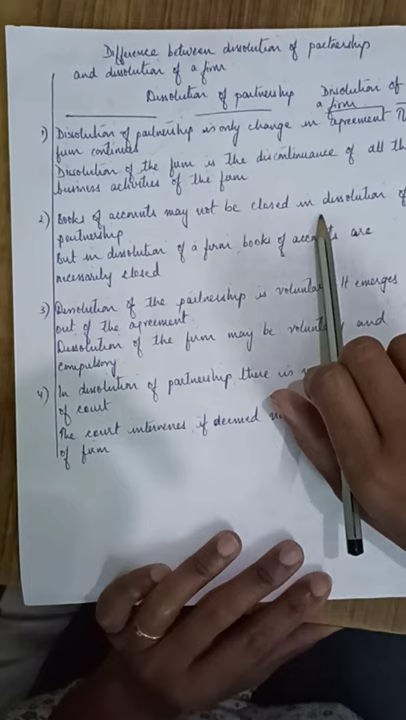 Difference between dissolution of partnership
and dissolution of a firm
Dissolution of partnership Dissolution of
a firm
1) Dissolution of partnership is only change in agreement
firm continues
Dissolution of the firm is the discontinuance of all the
business activities of the firm
2) Books of accounts may not be closed in dissolution of
partnership
But in dissolution of a firm books of accounts are
necessarily closed
3) Dissolution of the partnership is voluntary It emerges
out of the agreement
Dissolution of the firm may be voluntary and
compulsory
4) In dissolution of partnership there is
of court
The court intervenes if deemed
of firm